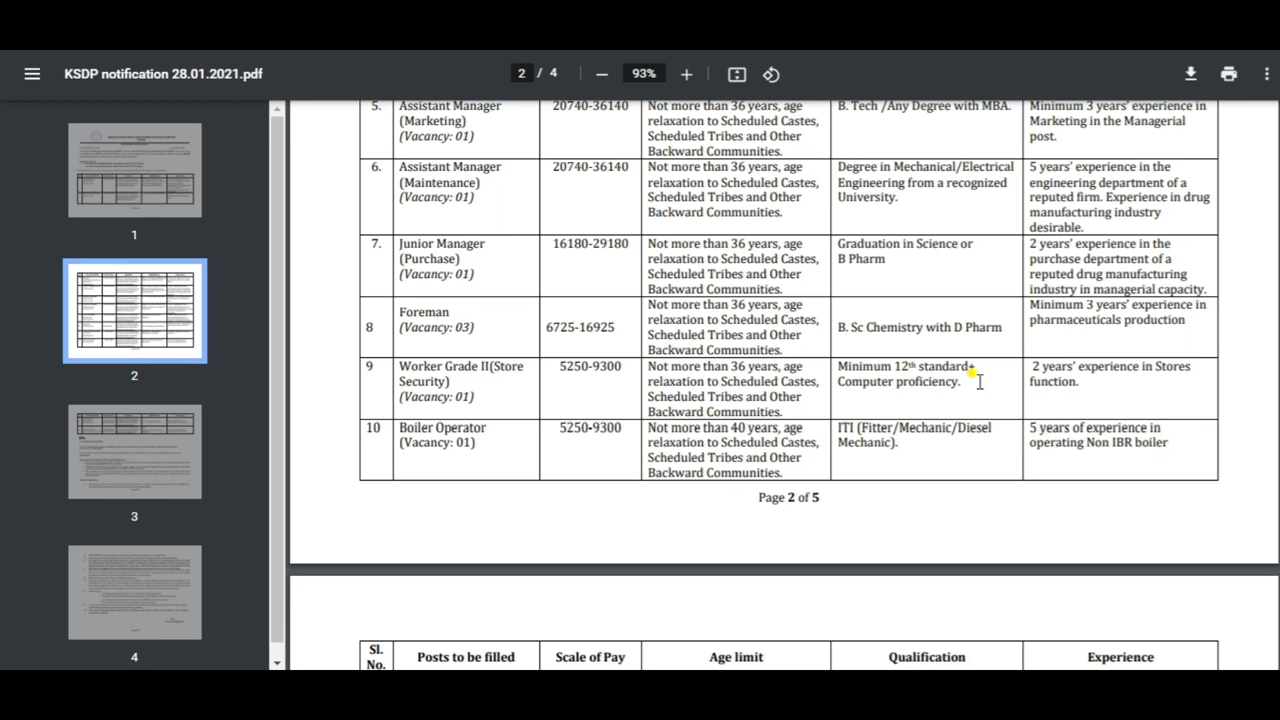 KSDP notification 28.01.2021.pdf
2 / 4
93%
1
2
3
4
5.
Assistant Manager
(Marketing)
(Vacancy: 01)
20740-36140
Not more than 36 years, age
relaxation to Scheduled Castes,
Scheduled Tribes and Other
Backward Communities.
B. Tech /Any Degree with MBA.
Minimum 3 years' experience in
Marketing in the Managerial
post.
6.
Assistant Manager
(Maintenance)
(Vacancy: 01)
20740-36140
Not more than 36 years, age
relaxation to Scheduled Castes,
Scheduled Tribes and Other
Backward Communities.
Degree in Mechanical/Electrical
Engineering from a recognized
University.
5 years' experience in the
engineering department of a
reputed firm. Experience in drug
manufacturing industry
desirable.
7.
Junior Manager
(Purchase)
(Vacancy: 01)
16180-29180
Not more than 36 years, age
relaxation to Scheduled Castes,
Scheduled Tribes and Other
Backward Communities.
Graduation in Science or
B Pharm
2 years' experience in the
purchase department of a
reputed drug manufacturing
industry in managerial capacity.
8
Foreman
(Vacancy: 03)
6725-16925
Not more than 36 years, age
relaxation to Scheduled Castes,
Scheduled Tribes and Other
Backward Communities.
B. Sc Chemistry with D Pharm
Minimum 3 years' experience in
pharmaceuticals production
9
Worker Grade II(Store
Security)
(Vacancy: 01)
5250-9300
Not more than 36 years, age
relaxation to Scheduled Castes,
Scheduled Tribes and Other
Backward Communities.
Minimum 12th standard+
Computer proficiency.
2 years' experience in Stores
function.
10
Boiler Operator
(Vacancy: 01)
5250-9300
Not more than 40 years, age
relaxation to Scheduled Castes,
Scheduled Tribes and Other
Backward Communities.
ITI (Fitter/Mechanic/Diesel
Mechanic).
5 years of experience in
operating Non IBR boiler
Page 2 of 5
Sl.
No.
Posts to be filled
Scale of Pay
Age limit
Qualification
Experience